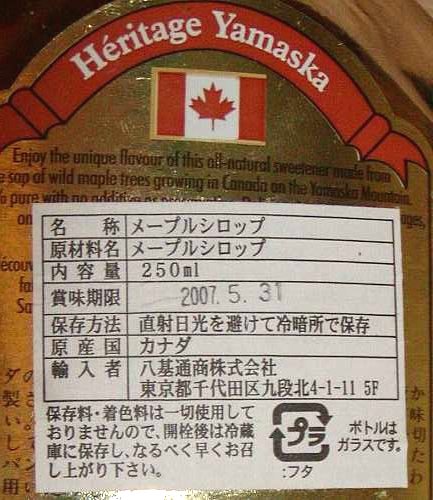 Héritage Yamaska
Enjoy the unique flavour of this all-natural sweetener made from
sap of wild maple trees growing in Canada on the Yamaska Mountain.
pure with no additive
名 称 メープルシロップ
原材料名 メープルシロップ
内容量 250ml
賞味期限 2007.5.31
保存方法 直射日光を避けて冷暗所で保存
原産国 カナダ
輸入者 八基通商株式会社
東京都千代田区九段北4-1-11 5F
保存料・着色料は一切使用して
おりませんので、開栓後は冷蔵
庫に保存し、なるべく早くお召
し上がり下さい。
プラ
:フタ
ボトルは
ガラスです。